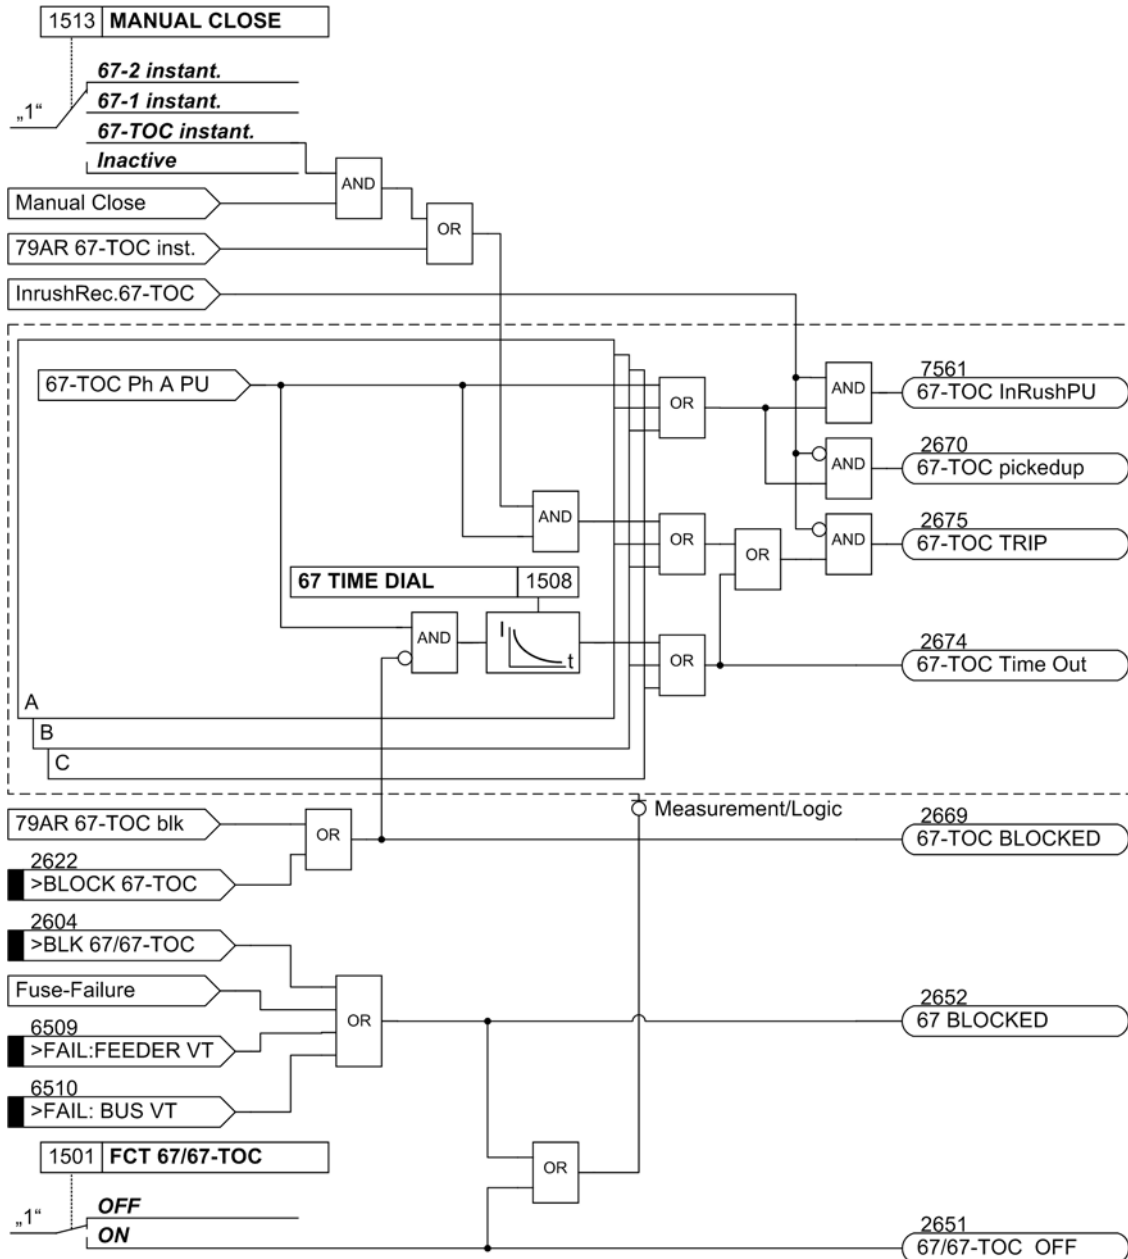 1513 MANUAL CLOSE
67-2 instant.
67-1 instant.
„1“
67-TOC instant.
Inactive
AND
Manual Close
OR
79AR 67-TOC inst.
InrushRec.67-TOC
7561
67-TOC Ph A PU
OR
AND
67-TOC InRushPU
2670
AND
67-TOC pickedup
2675
AND
OR
OR
AND
67-TOC TRIP
67 TIME DIAL 1508
AND
I
t
OR
2674
67-TOC Time Out
A
B
C
Measurement/Logic
79AR 67-TOC blk
OR
2669
67-TOC BLOCKED
2622
>BLOCK 67-TOC
2604
>BLK 67/67-TOC
Fuse-Failure
OR
2652
67 BLOCKED
6509
>FAIL:FEEDER VT
6510
>FAIL: BUS VT
1501 FCT 67/67-TOC
OR
OFF
„1“
ON
2651
67/67-TOC OFF